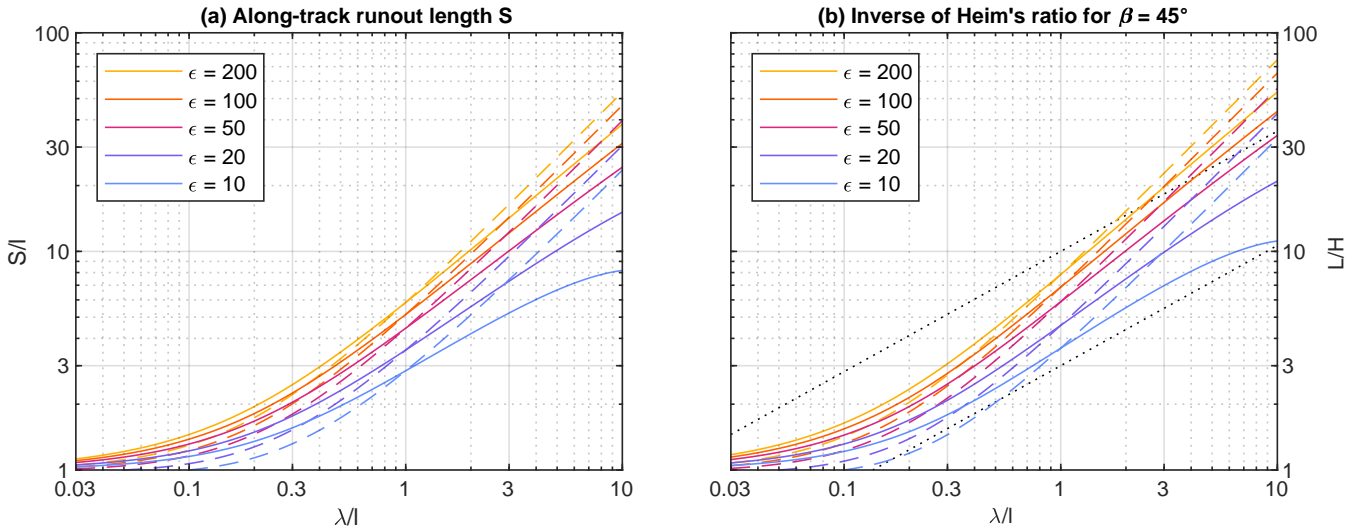 (a) Along-track runout length S
100
30
10
3
1
S/l
ϵ = 200
ϵ = 100
ϵ = 50
ϵ = 20
ϵ = 10
0.03
0.1
0.3
1
3
10
λ/l
(b) Inverse of Heim's ratio for β = 45°
ϵ = 200
ϵ = 100
ϵ = 50
ϵ = 20
ϵ = 10
100
30
10
3
1
L/H
0.03
0.1
0.3
1
3
10
λ/l